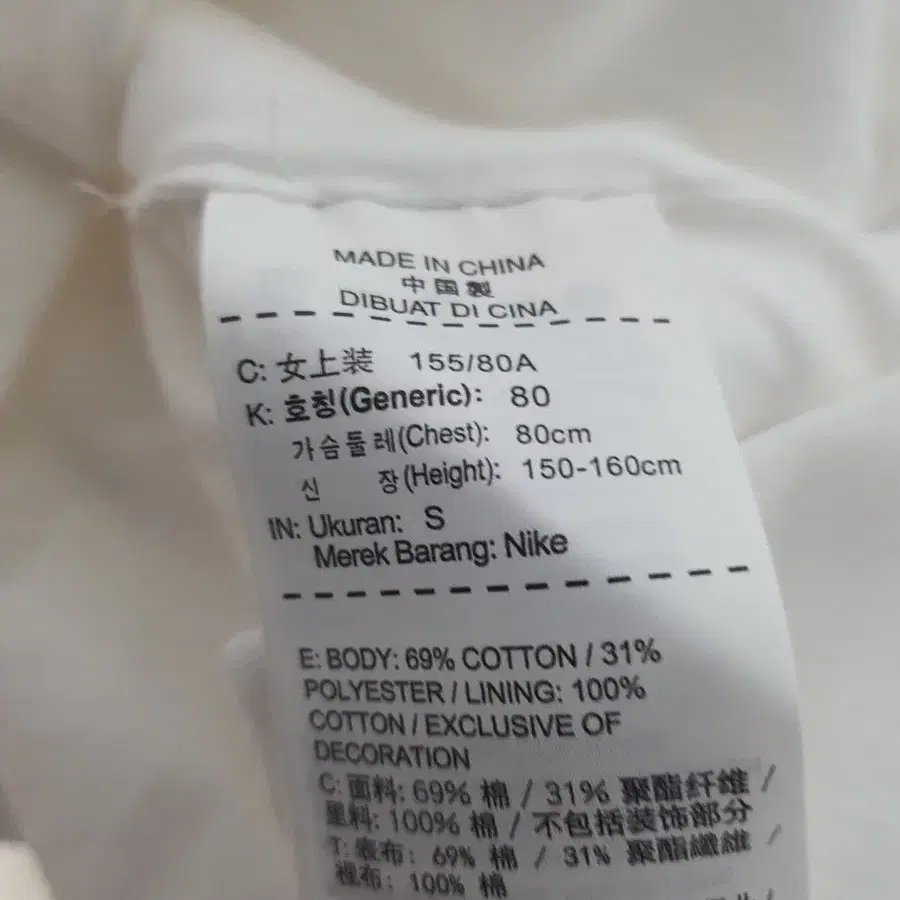 MADE IN CHINA
中国製
DIBUAT DI CINA
C: 女上装 155/80A
K: 호칭(Generic): 80
가슴둘레(Chest): 80cm
신 장(Height): 150-160cm
IN: Ukuran: S
Merek Barang: Nike
E: BODY: 69% COTTON / 31%
POLYESTER / LINING: 100%
COTTON / EXCLUSIVE OF
DECORATION
C: 面料: 69% 棉 / 31% 聚酯纤维 /
里料: 100% 棉 / 不包括装饰部分
T: 表布: 69% 棉 / 31% 聚酯纖維 /
裡布: 100% 棉